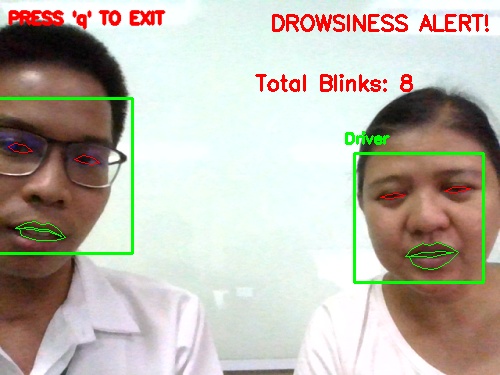 PRESS 'q' TO EXIT
DROWSINESS ALERT!
Total Blinks: 8
Driver